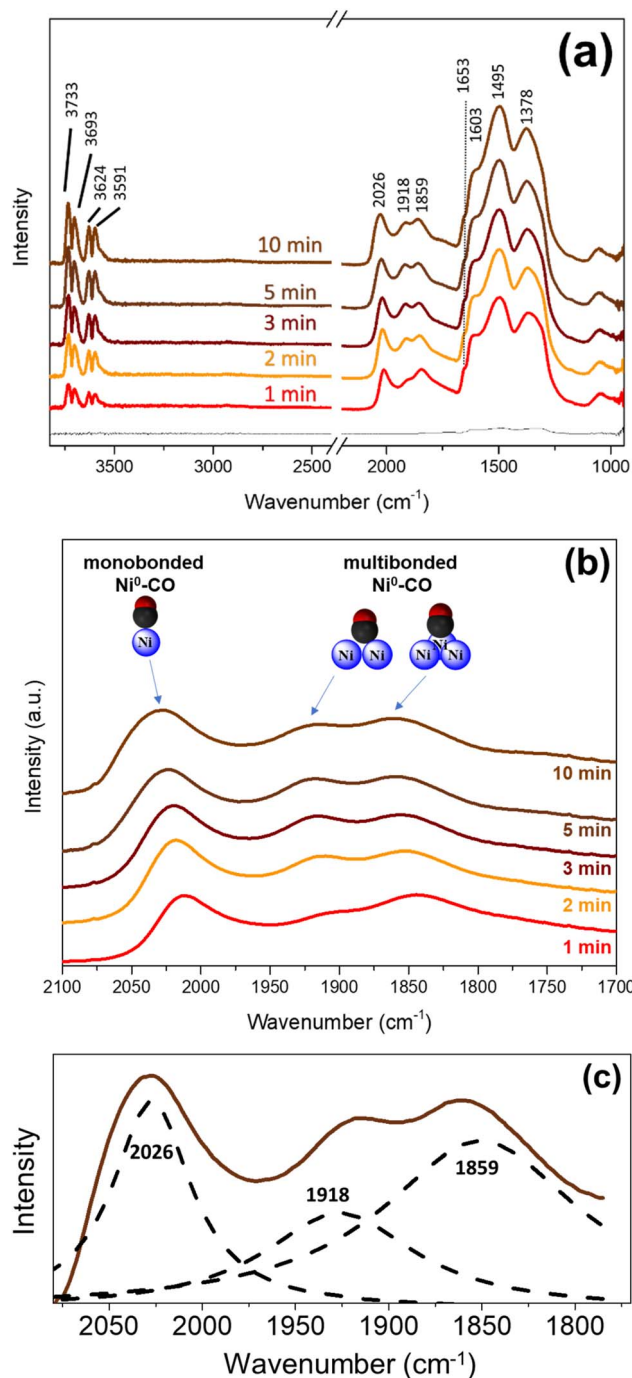 (a)
3733
3693
3624
3591
2026
1918
1859
1653
1603
1495
1378
Intensity
10 min
5 min
3 min
2 min
1 min
3500 3000 2500 2000 1500 1000
Wavenumber (cm⁻¹)
(b)
monobonded
Ni⁰-CO
multibonded
Ni⁰-CO
Ni
Ni Ni
Ni
Ni Ni
Intensity (a.u.)
10 min
5 min
3 min
2 min
1 min
2100 2050 2000 1950 1900 1850 1800 1750 1700
Wavenumber (cm⁻¹)
(c)
2026
1918
1859
Intensity
2050 2000 1950 1900 1850 1800
Wavenumber (cm⁻¹)